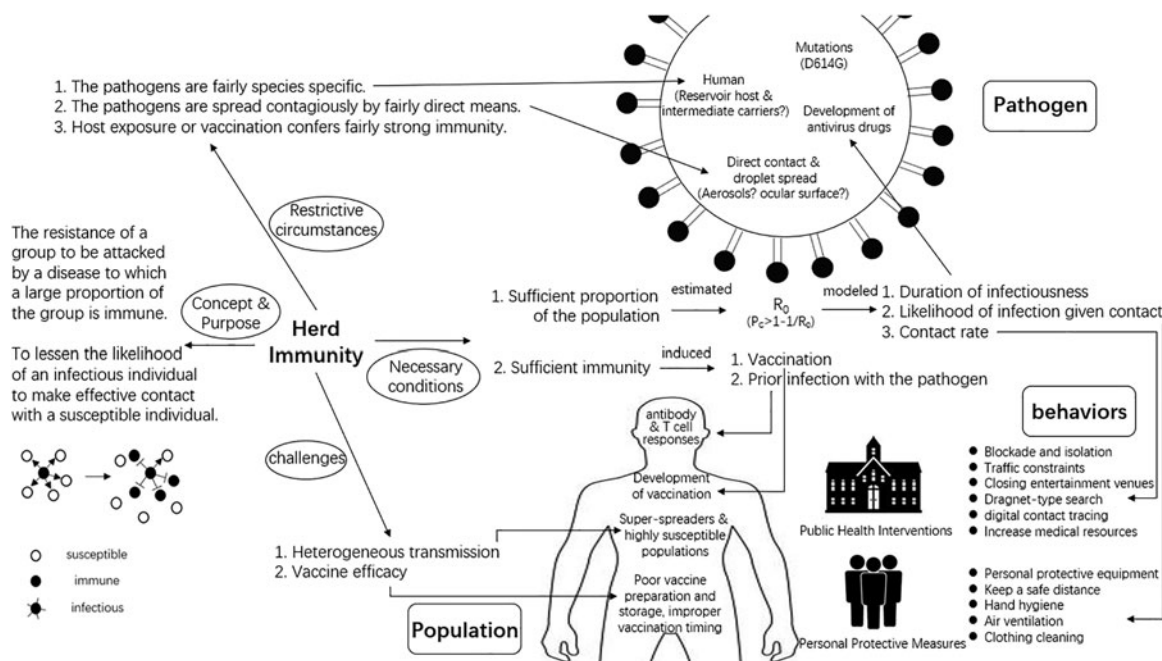 Mutations
(D614G)
Human
(Reservoir host &
intermediate carriers?)
Development of
antivirus drugs
Direct contact &
droplet spread
(Aerosols? ocular surface?)
Pathogen
1. The pathogens are fairly species specific.
2. The pathogens are spread contagiously by fairly direct means.
3. Host exposure or vaccination confers fairly strong immunity.
Restrictive
circumstances
The resistance of a
group to be attacked
by a disease to which
a large proportion of
the group is immune.
Concept &
Purpose
To lessen the likelihood
of an infectious individual
to make effective contact
with a susceptible individual.
susceptible
immune
infectious
Herd
Immunity
Necessary
conditions
challenges
1. Sufficient proportion
of the population
estimated
R₀
(P꜀>1-1/R₀)
modeled
1. Duration of infectiousness
2. Likelihood of infection given contact
3. Contact rate
2. Sufficient immunity
induced
1. Vaccination
2. Prior infection with the pathogen
antibody
& T cell
responses
Development
of vaccination
Super-spreaders &
highly susceptible
populations
Poor vaccine
preparation and
storage, improper
vaccination timing
1. Heterogeneous transmission
2. Vaccine efficacy
Population
behaviors
Public Health Interventions
● Blockade and isolation
● Traffic constraints
● Closing entertainment venues
● Dragnet-type search
● digital contact tracing
● Increase medical resources
Personal Protective Measures
● Personal protective equipment
● Keep a safe distance
● Hand hygiene
● Air ventilation
● Clothing cleaning